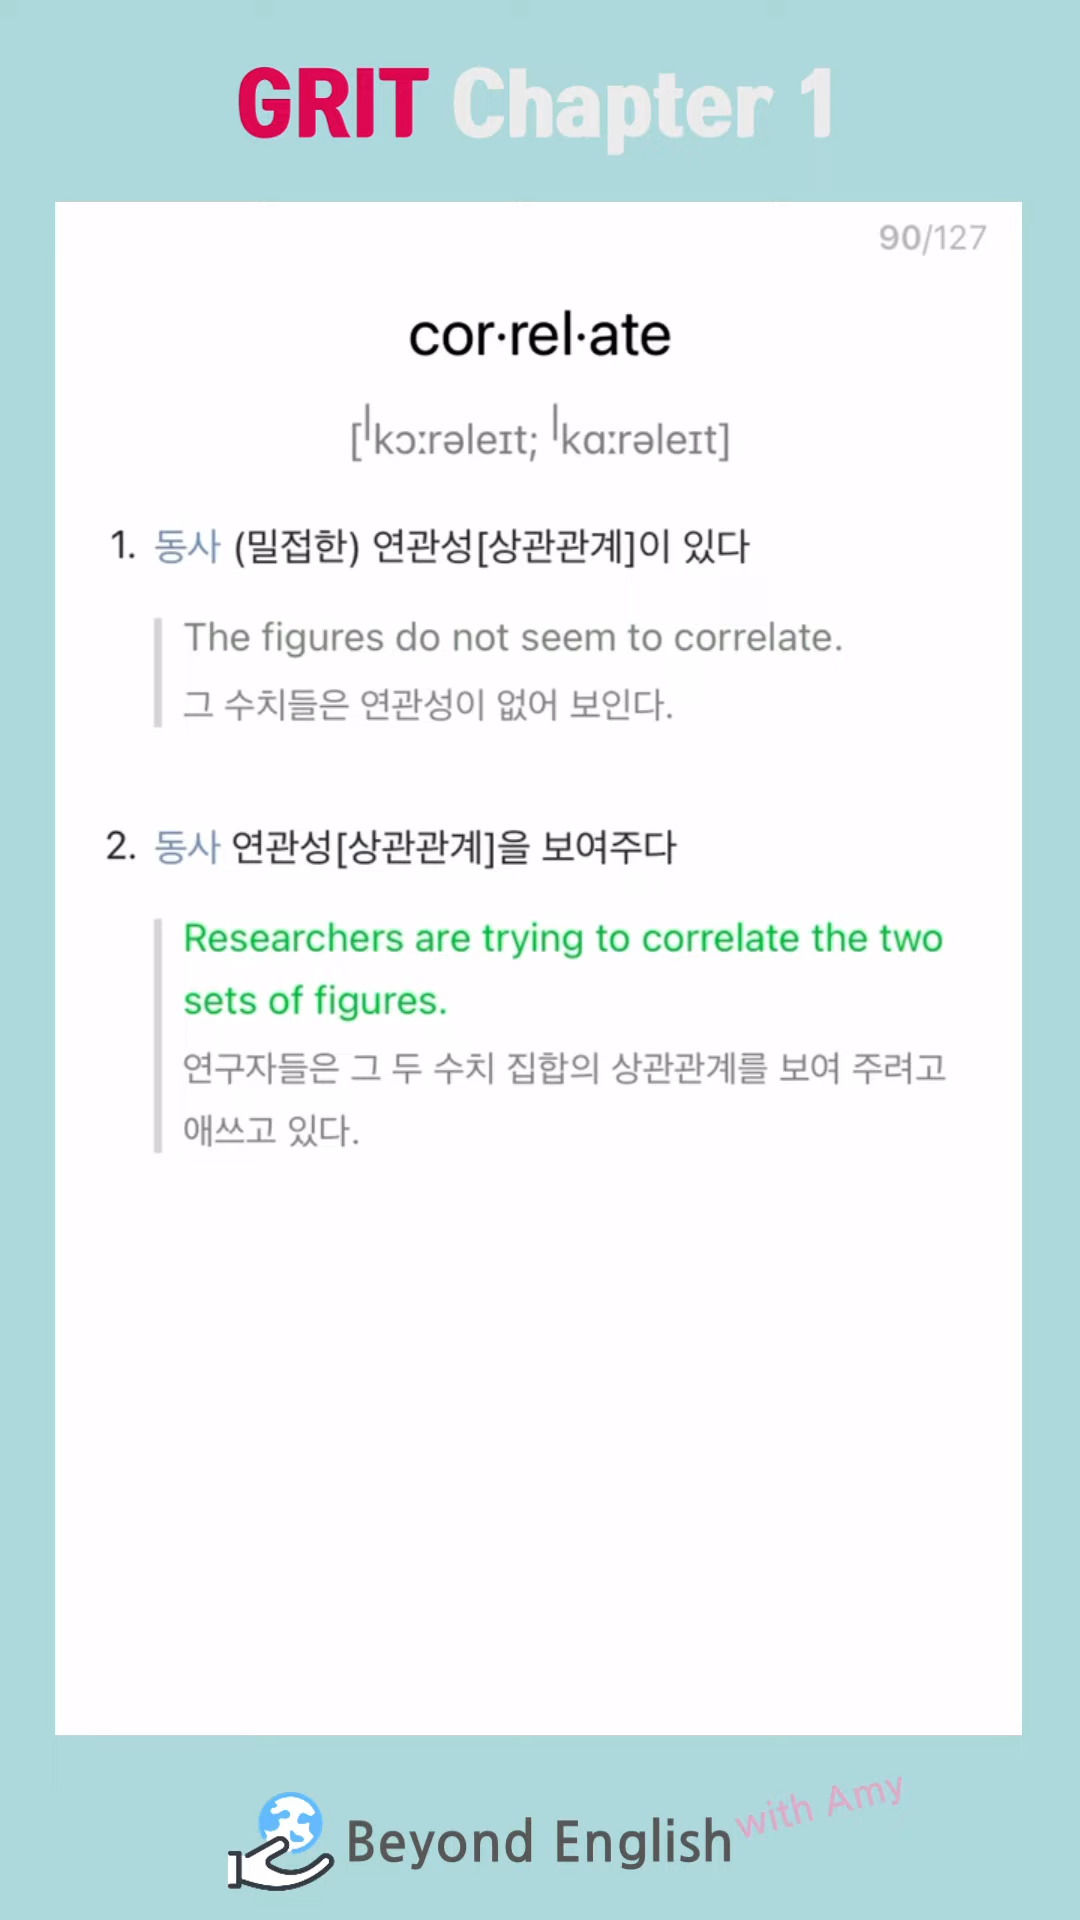 GRIT Chapter 1
90/127
cor·rel·ate
[ˈkɔːrəleɪt; ˈkɑːrəleɪt]
1. 동사 (밀접한) 연관성[상관관계]이 있다
The figures do not seem to correlate.
그 수치들은 연관성이 없어 보인다.
2. 동사 연관성[상관관계]을 보여주다
Researchers are trying to correlate the two
sets of figures.
연구자들은 그 두 수치 집합의 상관관계를 보여 주려고
애쓰고 있다.
Beyond English with Amy